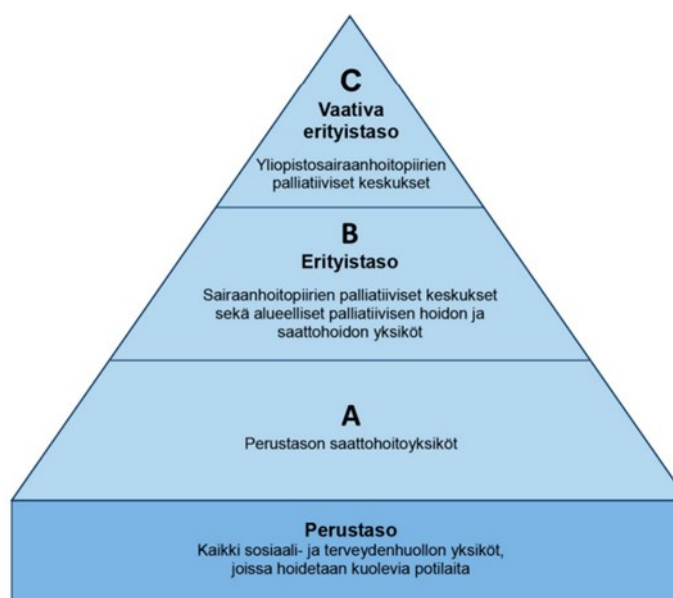 C
Vaativa
erityistaso
Yliopistosairaanhoitopiirien
palliatiiviset keskukset
B
Erityistaso
Sairaanhoitopiirien palliatiiviset keskukset
sekä alueelliset palliatiivisen hoidon ja
saattohoidon yksiköt
A
Perustason saattohoitoyksiköt
Perustaso
Kaikki sosiaali- ja terveydenhuollon yksiköt,
joissa hoidetaan kuolevia potilaita